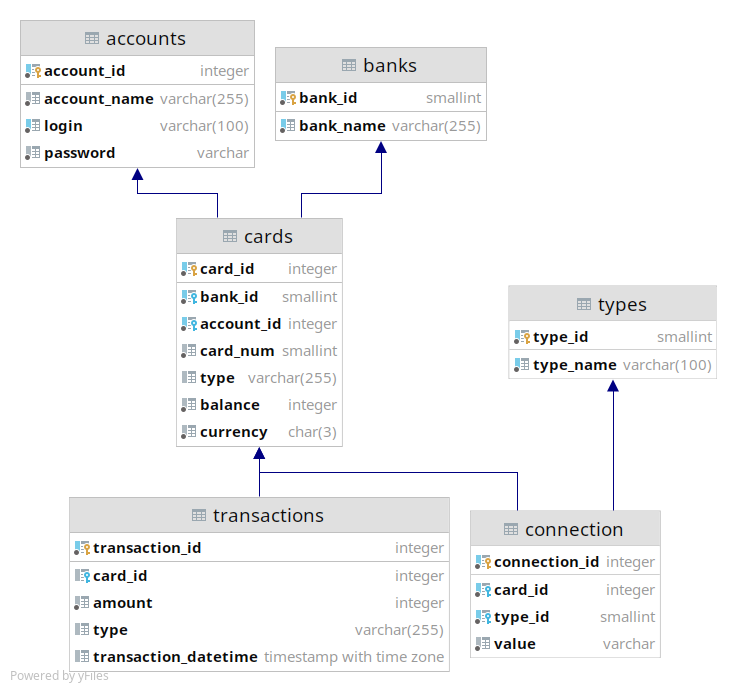 accounts
account_id integer
account_name varchar(255)
login varchar(100)
password varchar
banks
bank_id smallint
bank_name varchar(255)
cards
card_id integer
bank_id smallint
account_id integer
card_num smallint
type varchar(255)
balance integer
currency char(3)
types
type_id smallint
type_name varchar(100)
transactions
transaction_id integer
card_id integer
amount integer
type varchar(255)
transaction_datetime timestamp with time zone
connection
connection_id integer
card_id integer
type_id smallint
value varchar
Powered by yFiles